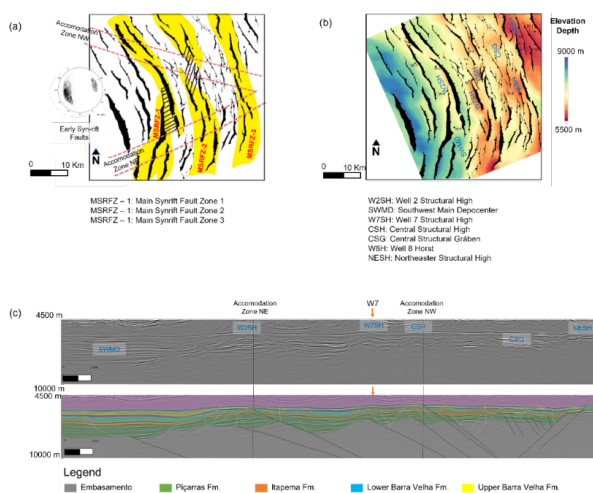 (a)
Accomodation
Zone NW
Early Syn-rift
Faults
Accomodation
Zone NE
MSRFZ-1
MSRFZ-2
MSRFZ-3
N
0 10 Km
MSRFZ – 1: Main Synrift Fault Zone 1
MSRFZ – 1: Main Synrift Fault Zone 2
MSRFZ – 1: Main Synrift Fault Zone 3
(b)
Elevation
Depth
9000 m
5500 m
CSG
N
0 10 Km
W2SH: Well 2 Structural High
SWMD: Southwest Main Depocenter
W7SH: Well 7 Structural High
CSH: Central Structural High
CSG: Central Structural Gráben
W8H: Well 8 Horst
NESH: Northeaster Structural High
(c)
4500 m
Accomodation
Zone NE
W7
Accomodation
Zone NW
SWMD
W2SH
W7SH
CSH
CSG
NESH
10000 m
4500 m
10000 m
Legend
Embasamento
Piçarras Fm.
Itapema Fm.
Lower Barra Velha Fm.
Upper Barra Velha Fm.